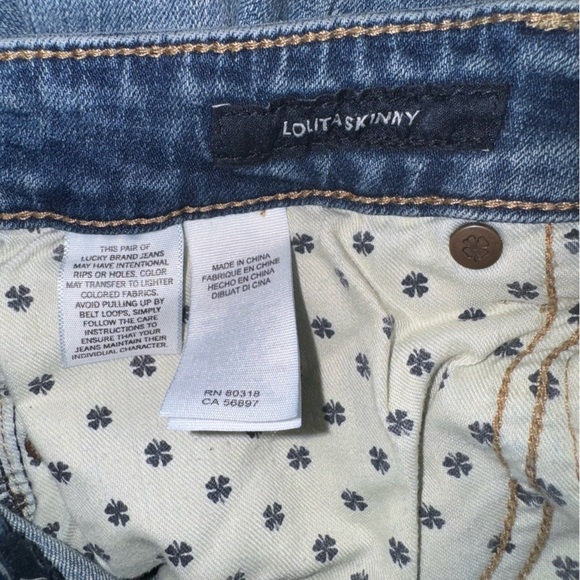 LOLITA SKINNY
THIS PAIR OF
LUCKY BRAND JEANS
MAY HAVE INTENTIONAL
RIPS OR HOLES. COLOR
MAY TRANSFER TO LIGHTER
COLORED FABRICS.
AVOID PULLING UP BY
BELT LOOPS, SIMPLY
FOLLOW THE CARE
INSTRUCTIONS TO
ENSURE THAT YOUR
JEANS MAINTAIN THEIR
INDIVIDUAL CHARACTER.
MADE IN CHINA
FABRIQUE EN CHINE
HECHO EN CHINA
DIBUAT DI CINA
UP
RN 80318
CA 56897